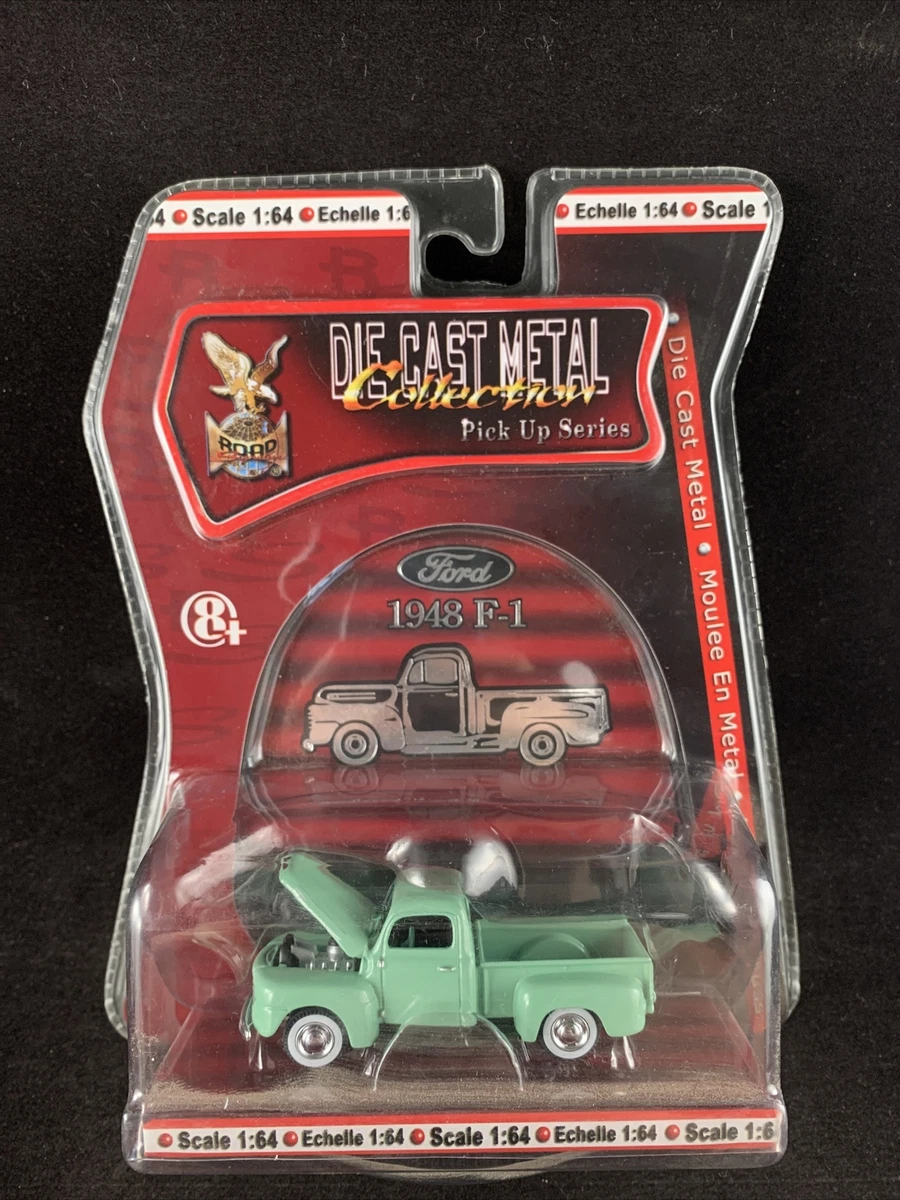 4 Scale 1:64 Echelle 1:6
Echelle 1:64 Scale 1
DIE CAST METAL
Collection
Pick Up Series
ROAD
®
Die Cast Metal • Moulee En Metal •
Ford
1948 F-1
8+
Scale 1:64 Echelle 1:64 Scale 1:64 Echelle 1:64 Scale 1:6